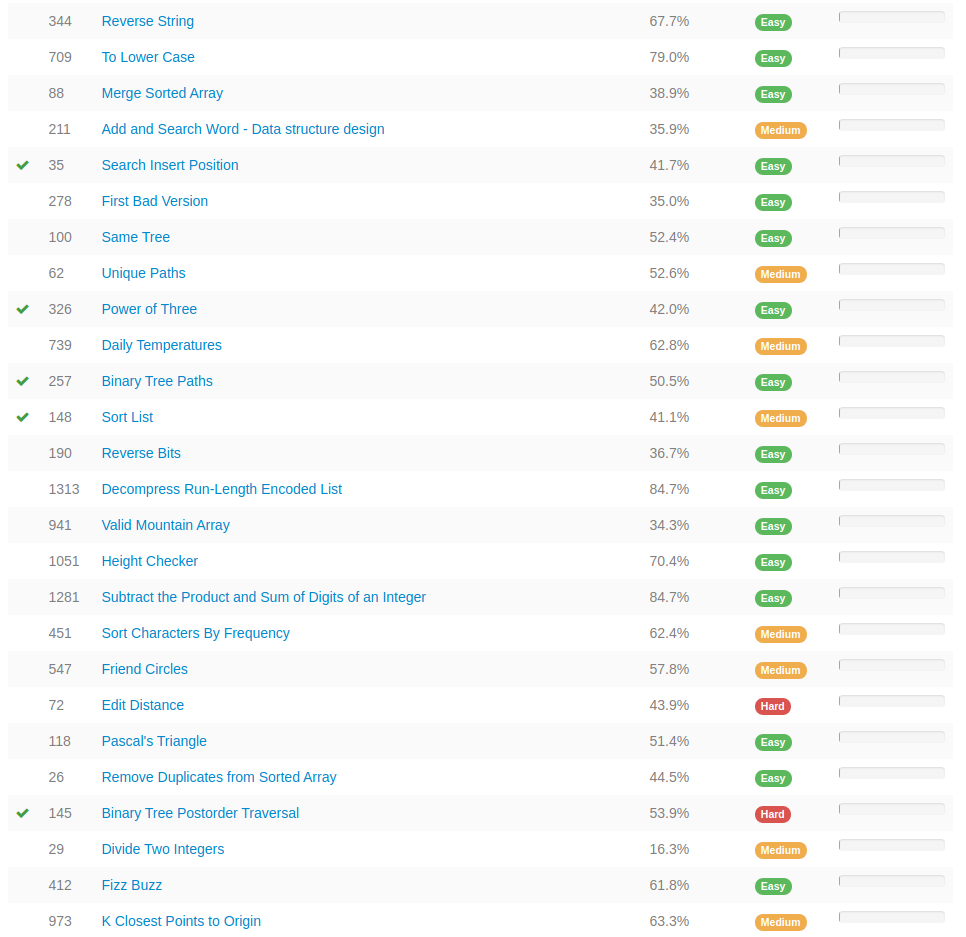 344 Reverse String 67.7% Easy
709 To Lower Case 79.0% Easy
88 Merge Sorted Array 38.9% Easy
211 Add and Search Word - Data structure design 35.9% Medium
35 Search Insert Position 41.7% Easy
278 First Bad Version 35.0% Easy
100 Same Tree 52.4% Easy
62 Unique Paths 52.6% Medium
326 Power of Three 42.0% Easy
739 Daily Temperatures 62.8% Medium
257 Binary Tree Paths 50.5% Easy
148 Sort List 41.1% Medium
190 Reverse Bits 36.7% Easy
1313 Decompress Run-Length Encoded List 84.7% Easy
941 Valid Mountain Array 34.3% Easy
1051 Height Checker 70.4% Easy
1281 Subtract the Product and Sum of Digits of an Integer 84.7% Easy
451 Sort Characters By Frequency 62.4% Medium
547 Friend Circles 57.8% Medium
72 Edit Distance 43.9% Hard
118 Pascal's Triangle 51.4% Easy
26 Remove Duplicates from Sorted Array 44.5% Easy
145 Binary Tree Postorder Traversal 53.9% Hard
29 Divide Two Integers 16.3% Medium
412 Fizz Buzz 61.8% Easy
973 K Closest Points to Origin 63.3% Medium